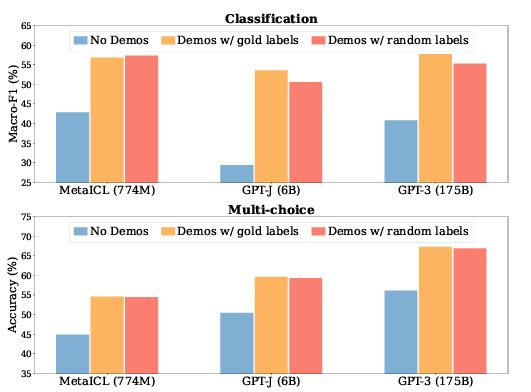 Classification
No Demos Demos w/ gold labels Demos w/ random labels
Macro-F1 (%)
65
60
55
50
45
40
35
30
25
MetaICL (774M) GPT-J (6B) GPT-3 (175B)
Multi-choice
No Demos Demos w/ gold labels Demos w/ random labels
Accuracy (%)
75
70
65
60
55
50
45
40
35
MetaICL (774M) GPT-J (6B) GPT-3 (175B)